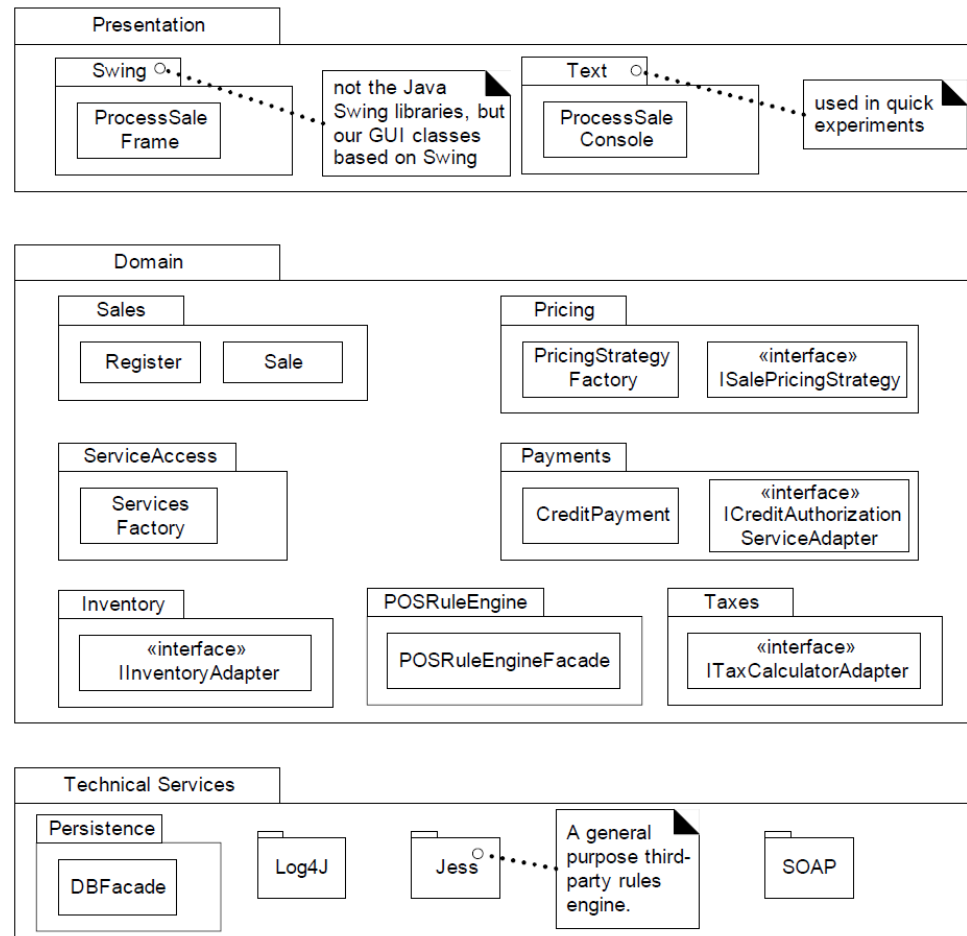 Presentation
Swing
ProcessSale
Frame
not the Java
Swing libraries, but
our GUI classes
based on Swing
Text
ProcessSale
Console
used in quick
experiments
Domain
Sales
Register
Sale
Pricing
PricingStrategy
Factory
«interface»
ISalePricingStrategy
ServiceAccess
Services
Factory
Payments
CreditPayment
«interface»
ICreditAuthorization
ServiceAdapter
Inventory
«interface»
IInventoryAdapter
POSRuleEngine
POSRuleEngineFacade
Taxes
«interface»
ITaxCalculatorAdapter
Technical Services
Persistence
DBFacade
Log4J
Jess
A general
purpose third-
party rules
engine.
SOAP